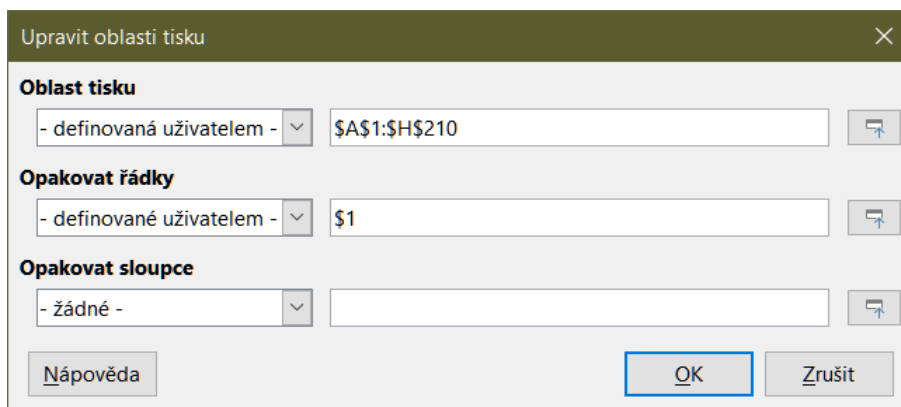 Upravit oblasti tisku
Oblast tisku
- definovaná uživatelem - $A$1:$H$210
Opakovat řádky
- definované uživatelem - $1
Opakovat sloupce
- žádné -
Nápověda OK Zrušit